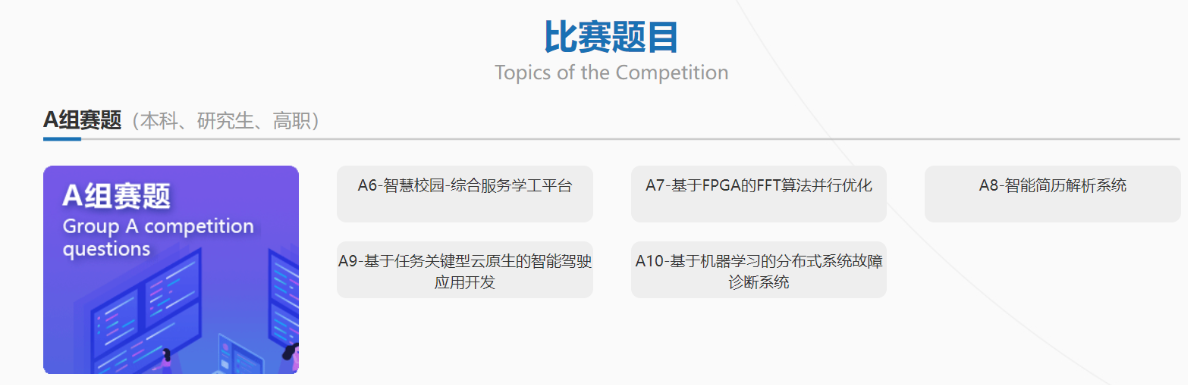 比赛题目
Topics of the Competition
A组赛题（本科、研究生、高职）
A组赛题
Group A competition
questions
A6-智慧校园-综合服务学工平台
A7-基于FPGA的FFT算法并行优化
A8-智能简历解析系统
A9-基于任务关键型云原生的智能驾驶
应用开发
A10-基于机器学习的分布式系统故障
诊断系统